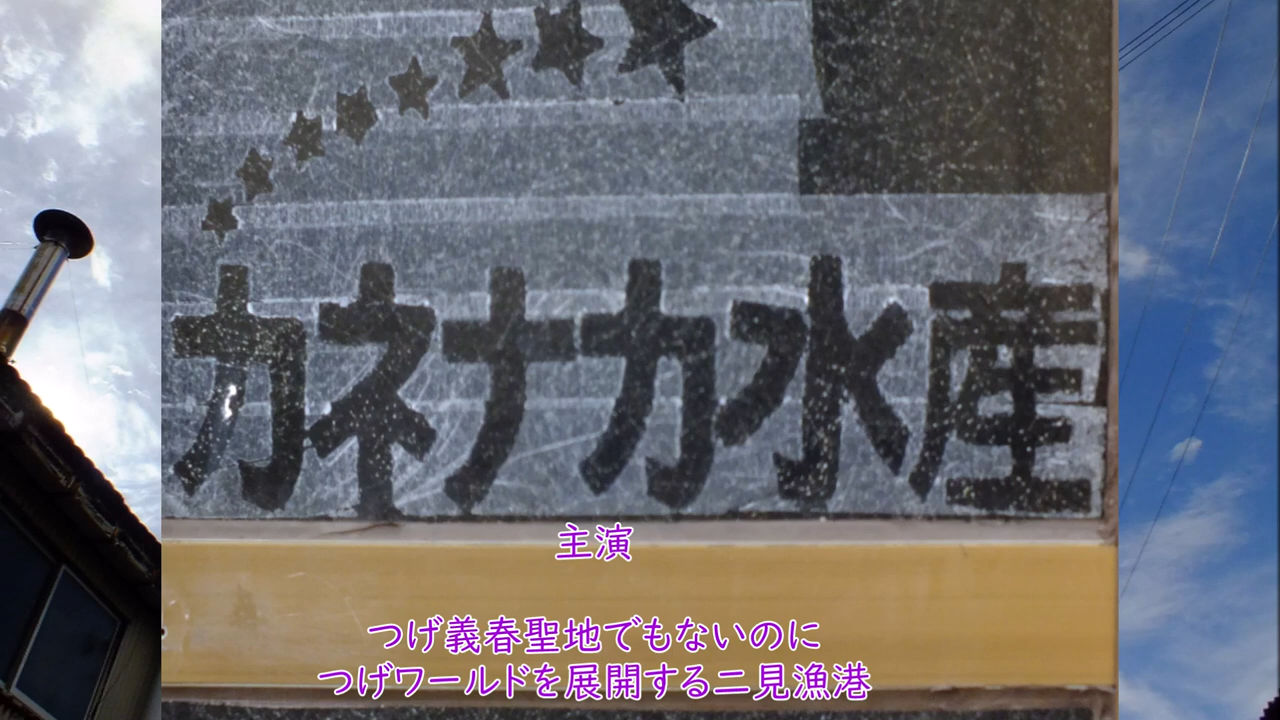 カネナカ水産
主演
つげ義春聖地でもないのに
つげワールドを展開する二見漁港